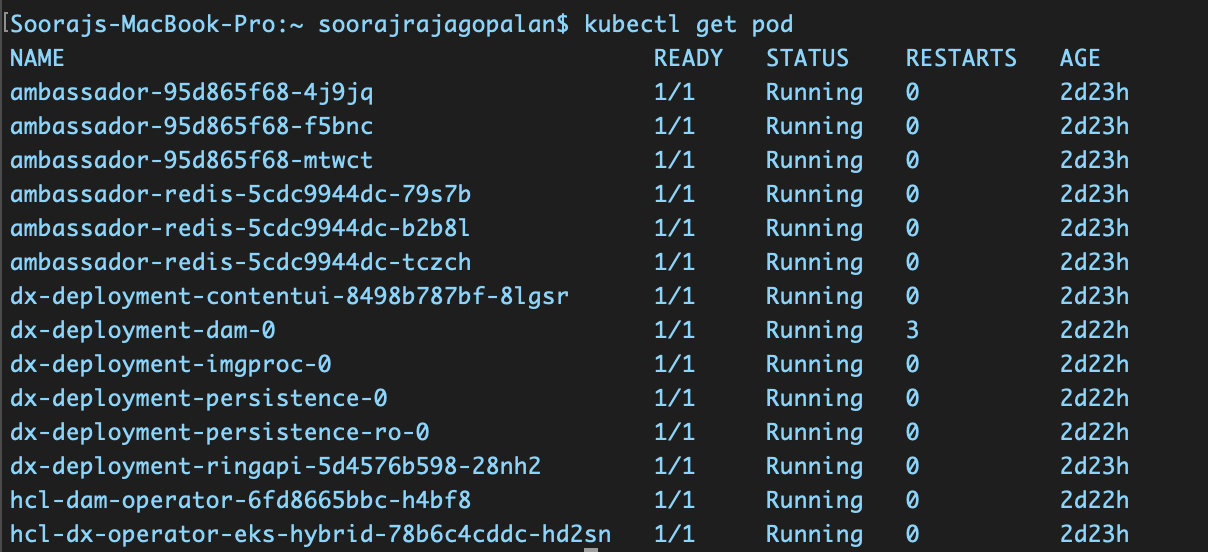 [Soorajs-MacBook-Pro:~ soorajrajagopalan$ kubectl get pod
NAME READY STATUS RESTARTS AGE
ambassador-95d865f68-4j9jq 1/1 Running 0 2d23h
ambassador-95d865f68-f5bnc 1/1 Running 0 2d23h
ambassador-95d865f68-mtwct 1/1 Running 0 2d23h
ambassador-redis-5cdc9944dc-79s7b 1/1 Running 0 2d23h
ambassador-redis-5cdc9944dc-b2b8l 1/1 Running 0 2d23h
ambassador-redis-5cdc9944dc-tczch 1/1 Running 0 2d23h
dx-deployment-contentui-8498b787bf-8lgsr 1/1 Running 0 2d23h
dx-deployment-dam-0 1/1 Running 3 2d22h
dx-deployment-imgproc-0 1/1 Running 0 2d22h
dx-deployment-persistence-0 1/1 Running 0 2d22h
dx-deployment-persistence-ro-0 1/1 Running 0 2d22h
dx-deployment-ringapi-5d4576b598-28nh2 1/1 Running 0 2d23h
hcl-dam-operator-6fd8665bbc-h4bf8 1/1 Running 0 2d22h
hcl-dx-operator-eks-hybrid-78b6c4cddc-hd2sn 1/1 Running 0 2d23h